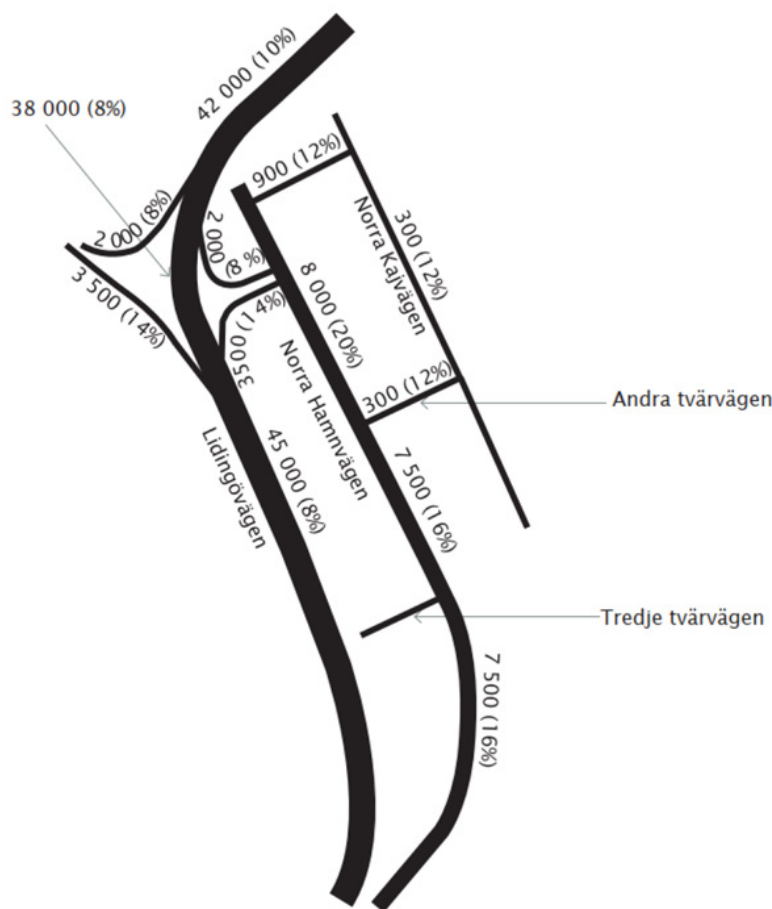 42 000 (10%)
38 000 (8%)
900 (12%)
2 000 (8%)
2 000 (8 %)
300 (12%)
Norra Kajvägen
3 500 (14%)
3500 (14%)
8 000 (20%)
Norra Hamnvägen
300 (12%)
Andra tvärvägen
Lidingövägen
45 000 (8%)
7 500 (16%)
Tredje tvärvägen
7 500 (16%)